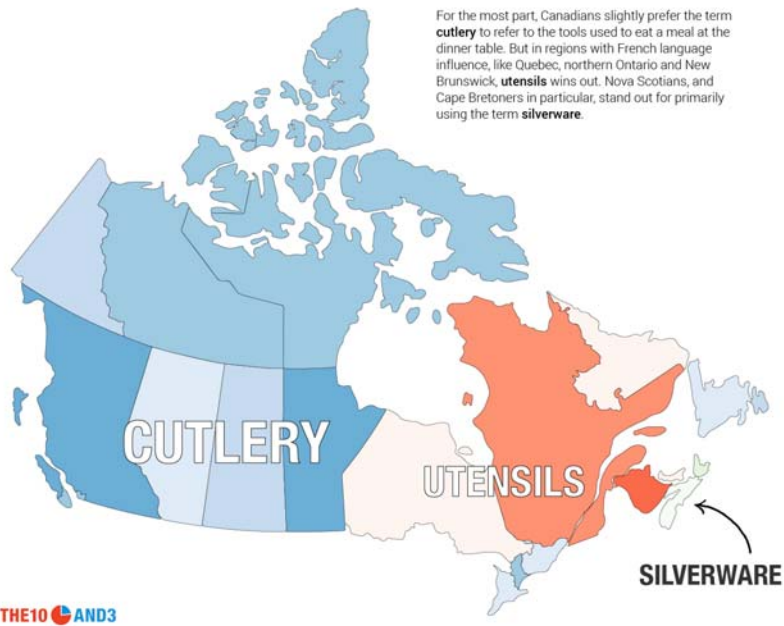 For the most part, Canadians slightly prefer the term
cutlery to refer to the tools used to eat a meal at the
dinner table. But in regions with French language
influence, like Quebec, northern Ontario and New
Brunswick, utensils wins out. Nova Scotians, and
Cape Bretoners in particular, stand out for primarily
using the term silverware.
CUTLERY
UTENSILS
SILVERWARE
THE10 AND3